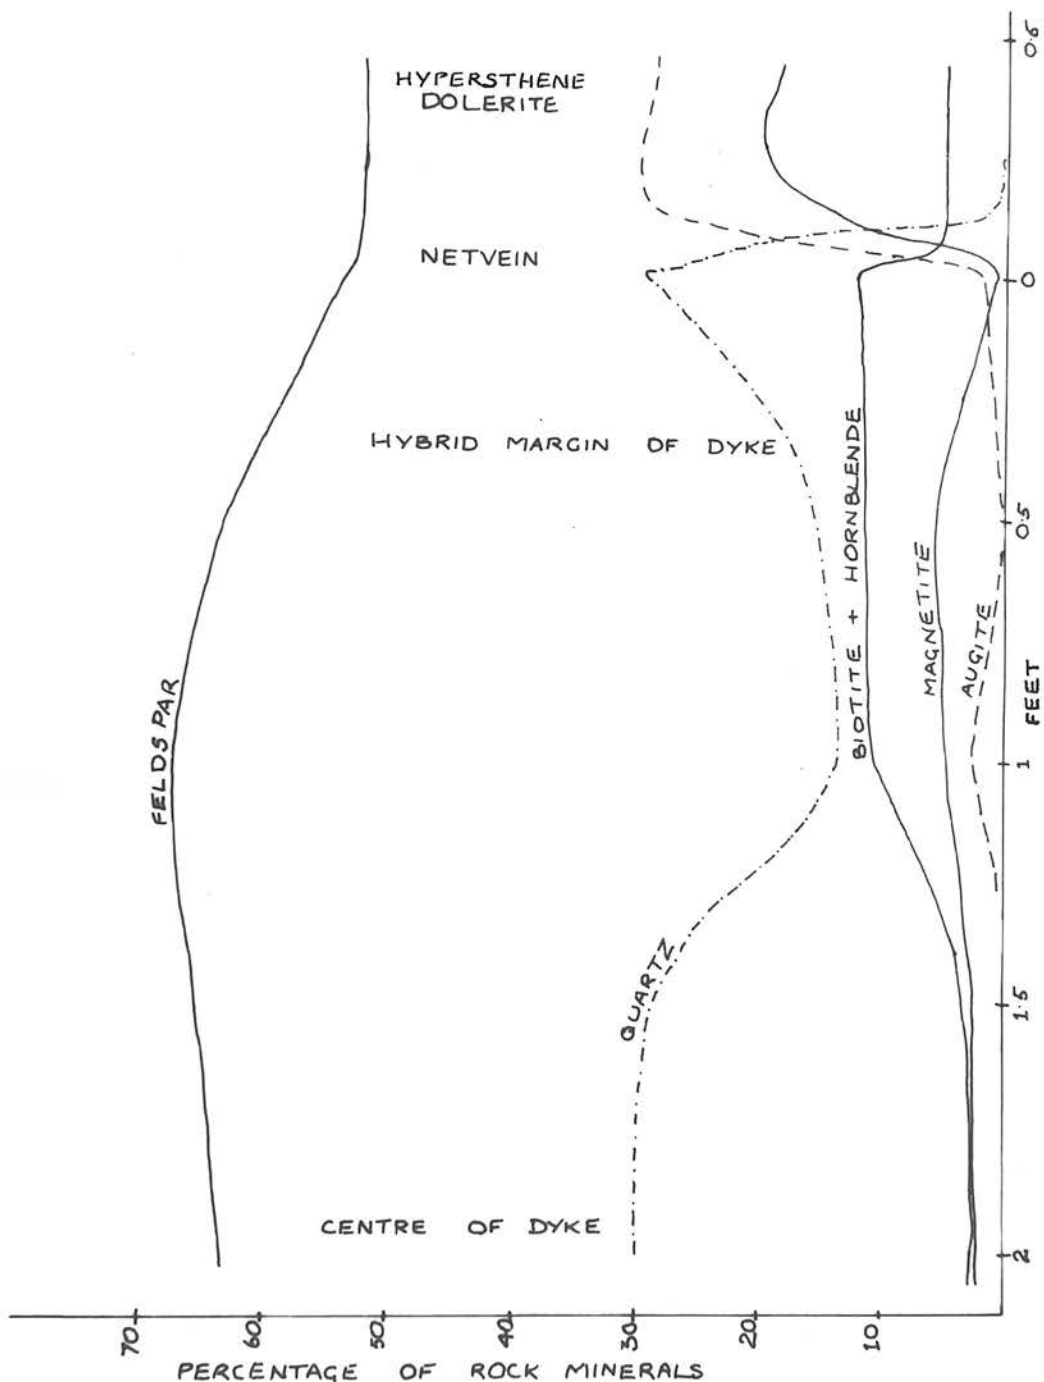 HYPERSTHENE
DOLERITE
NETVEIN
HYBRID MARGIN OF DYKE
CENTRE OF DYKE
FELDSPAR
QUARTZ
BIOTITE + HORNBLENDE
MAGNETITE
AUGITE
FEET
0.6
0
0.5
1
1.5
2
70
60
50
40
30
20
10
PERCENTAGE OF ROCK MINERALS